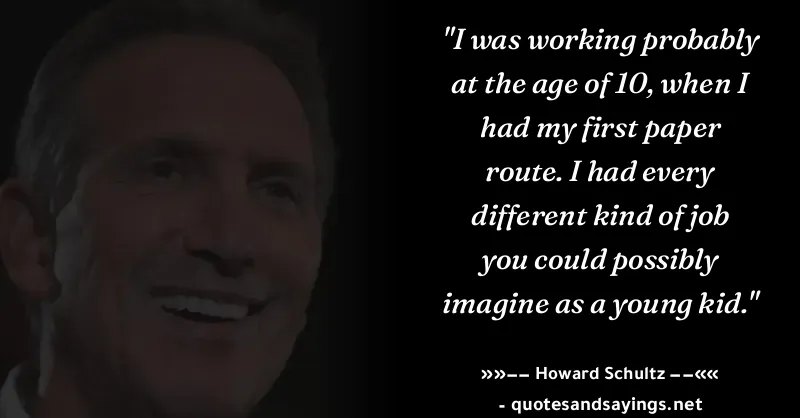 "I was working probably
at the age of 10, when I
had my first paper
route. I had every
different kind of job
you could possibly
imagine as a young kid."
»»–– Howard Schultz ––««
- quotesandsayings.net